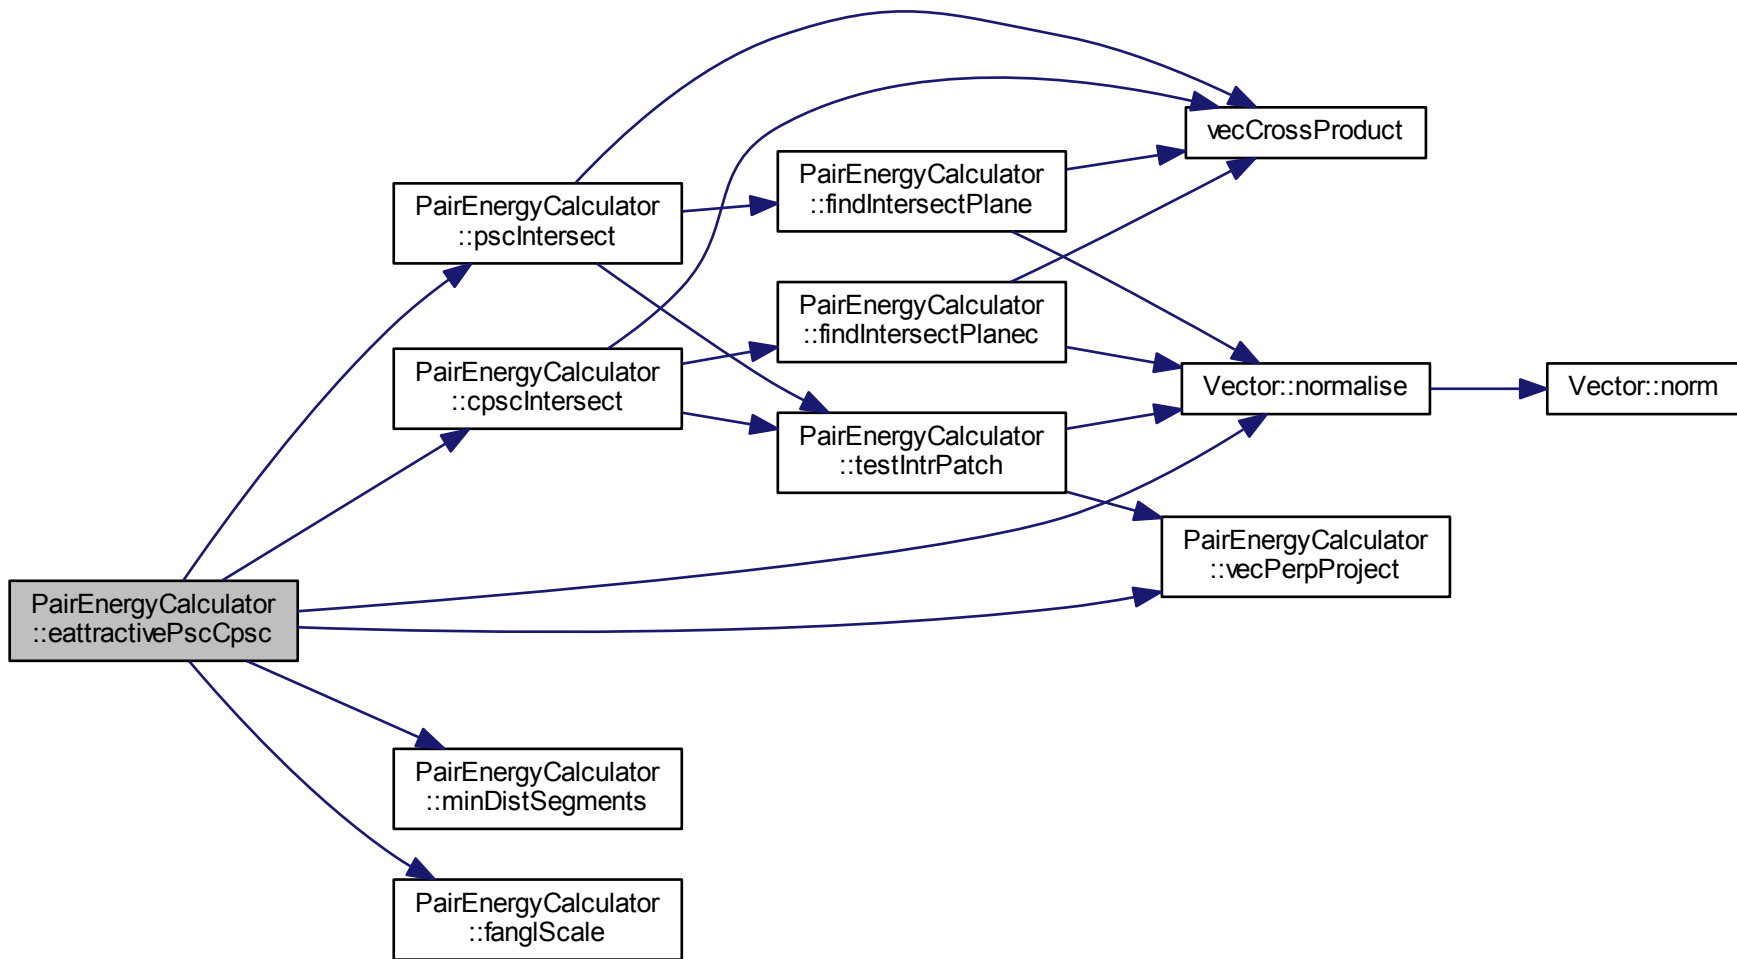 vecCrossProduct
PairEnergyCalculator
::findIntersectPlane
PairEnergyCalculator
::pscIntersect
PairEnergyCalculator
::findIntersectPlanec
PairEnergyCalculator
::cpscIntersect
Vector::normalise
Vector::norm
PairEnergyCalculator
::testIntrPatch
PairEnergyCalculator
::vecPerpProject
PairEnergyCalculator
::eattractivePscCpsc
PairEnergyCalculator
::minDistSegments
PairEnergyCalculator
::fanglScale